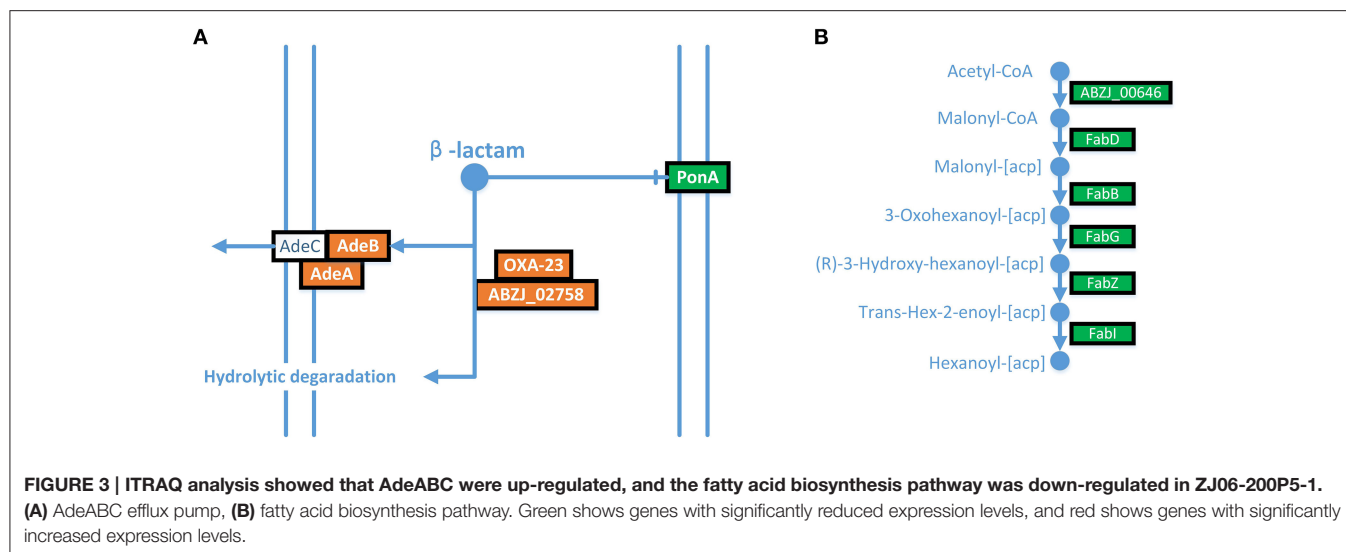 A
β-lactam
PonA
AdeC
AdeB
AdeA
OXA-23
ABZJ_02758
Hydrolytic degaradation
B
Acetyl-CoA
ABZJ_00646
Malonyl-CoA
FabD
Malonyl-[acp]
FabB
3-Oxohexanoyl-[acp]
FabG
(R)-3-Hydroxy-hexanoyl-[acp]
FabZ
Trans-Hex-2-enoyl-[acp]
FabI
Hexanoyl-[acp]
FIGURE 3 | ITRAQ analysis showed that AdeABC were up-regulated, and the fatty acid biosynthesis pathway was down-regulated in ZJ06-200P5-1.
(A) AdeABC efflux pump, (B) fatty acid biosynthesis pathway. Green shows genes with significantly reduced expression levels, and red shows genes with significantly
increased expression levels.